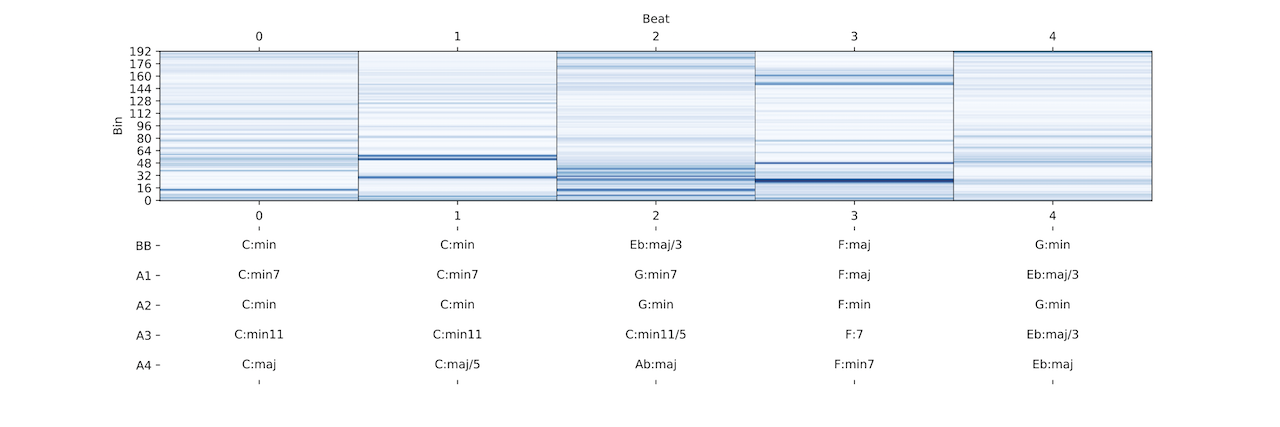 Beat
0 1 2 3 4
192
176
160
144
128
112
96
80
64
48
32
16
0
Bin
0 1 2 3 4
BB C:min C:min Eb:maj/3 F:maj G:min
A1 C:min7 C:min7 G:min7 F:maj Eb:maj/3
A2 C:min C:min G:min F:min G:min
A3 C:min11 C:min11 C:min11/5 F:7 Eb:maj/3
A4 C:maj C:maj/5 Ab:maj F:min7 Eb:maj